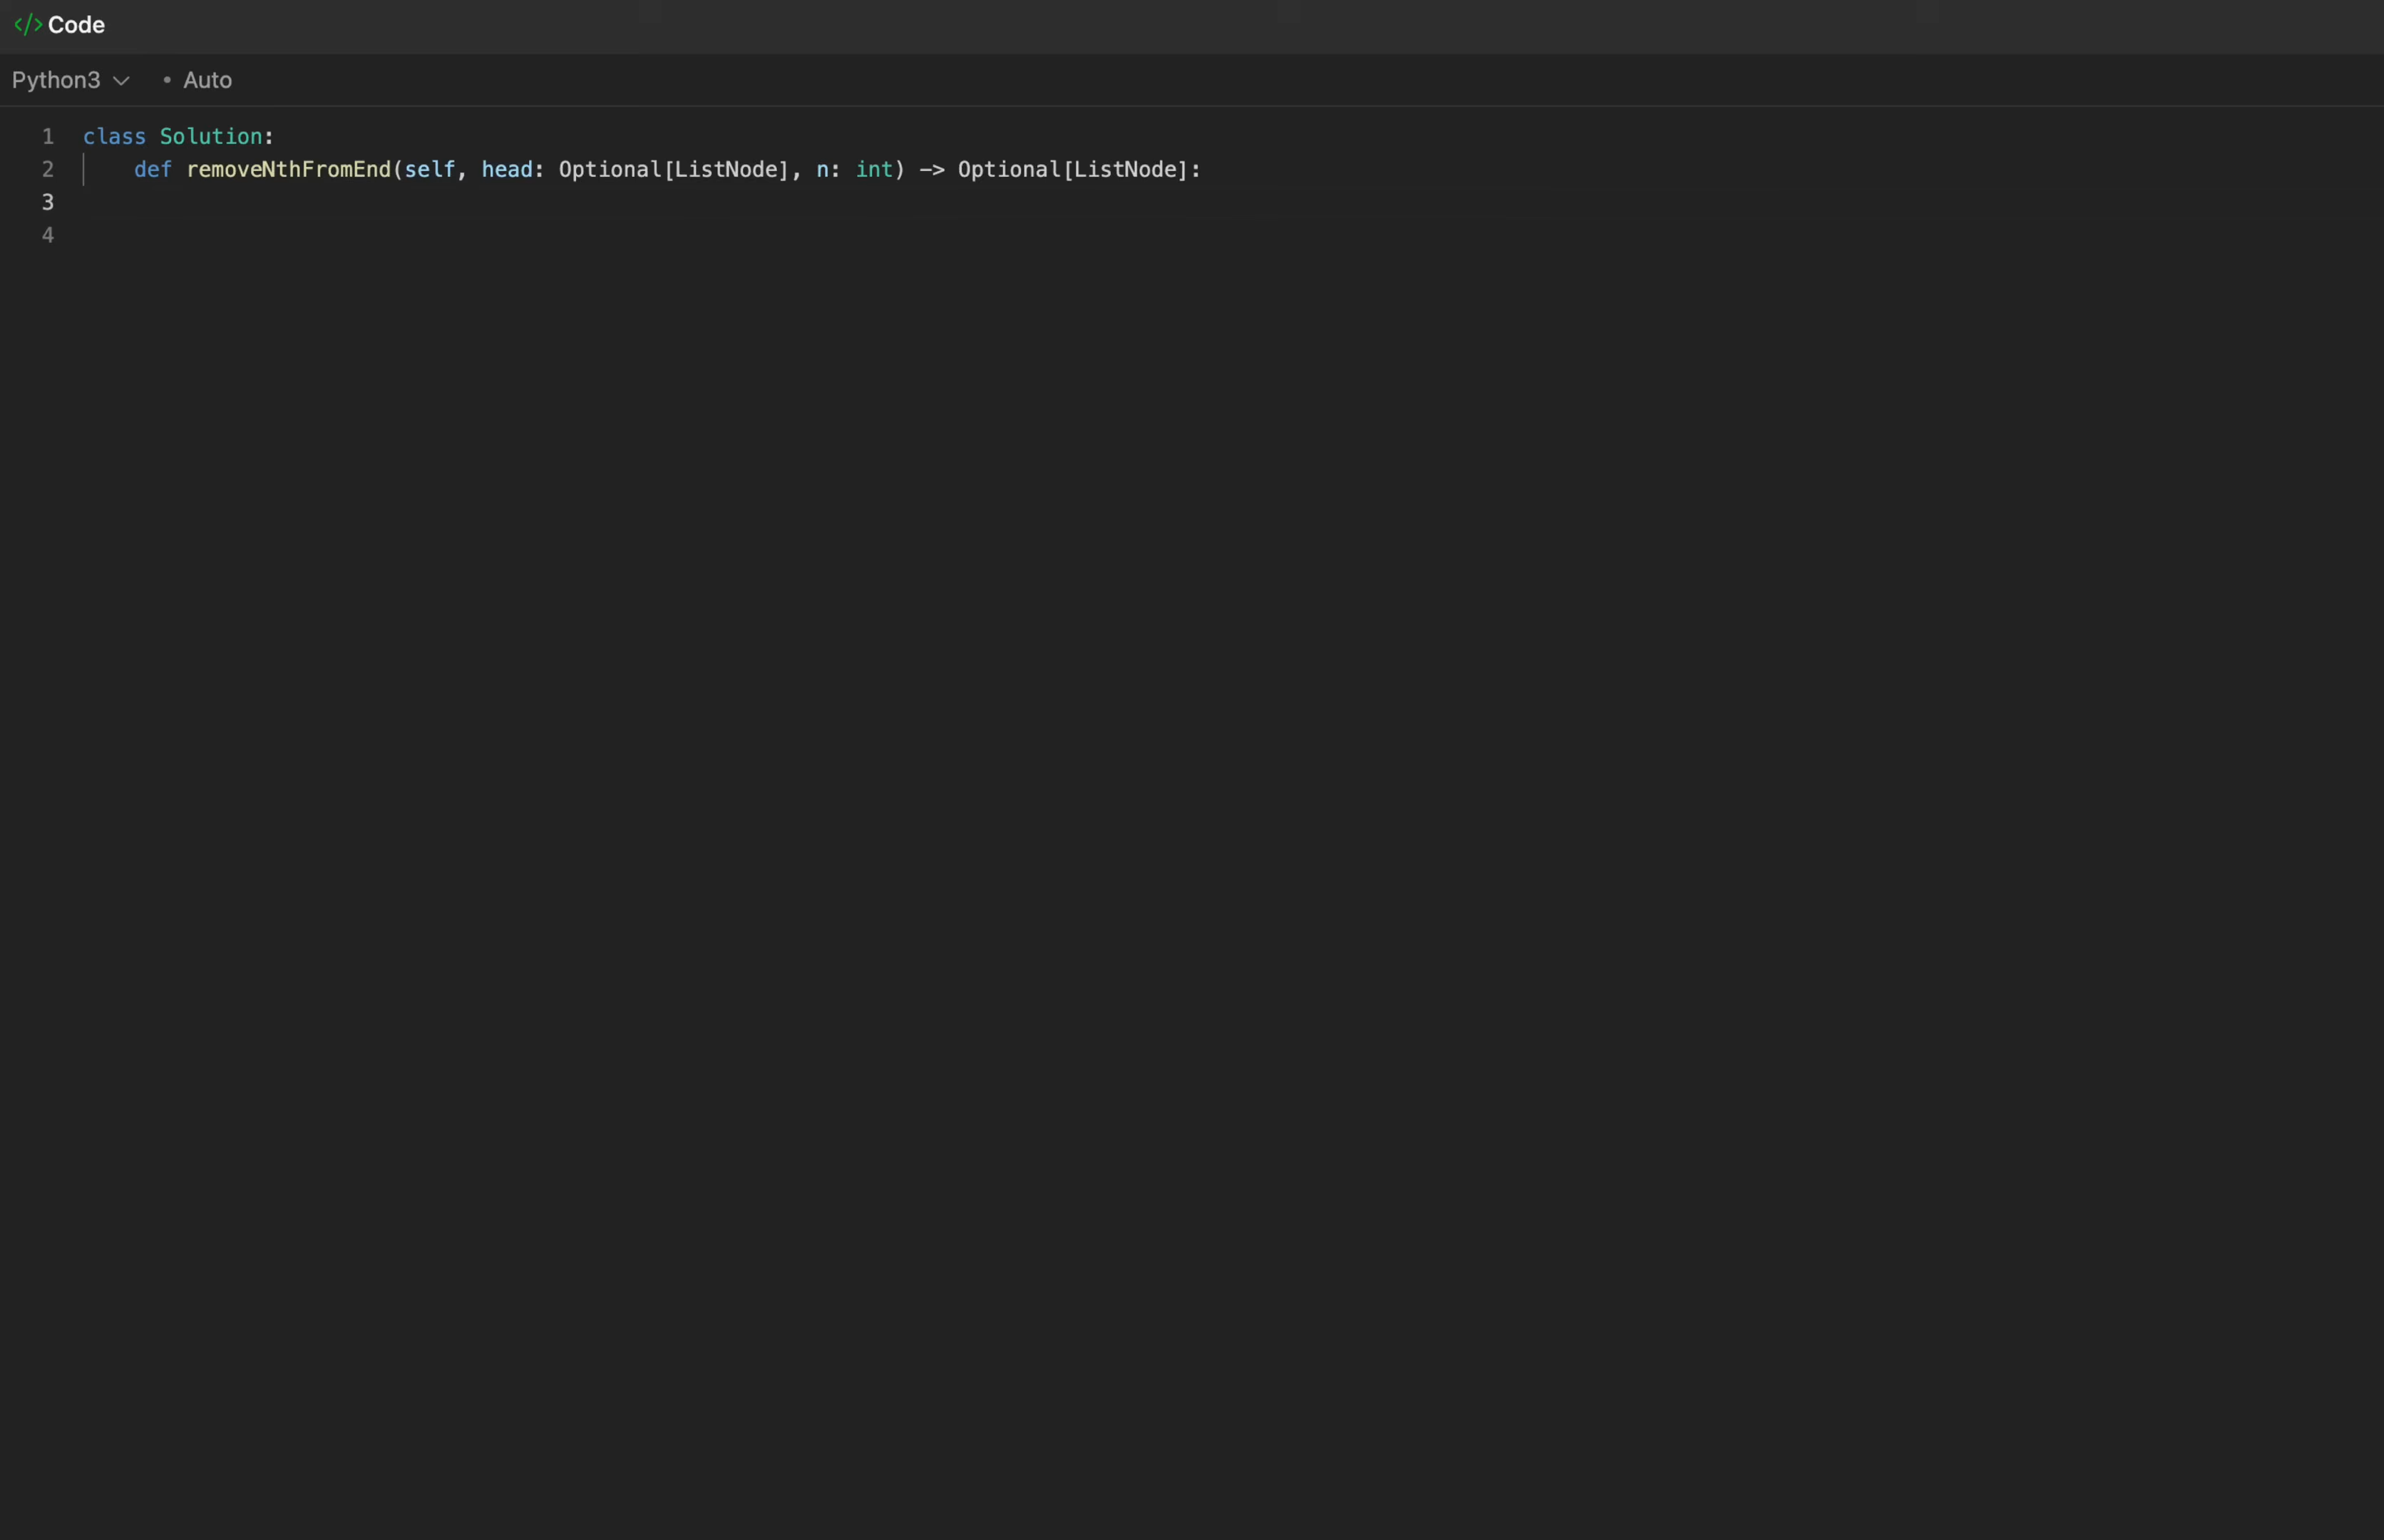 </> Code
Python3 • Auto
1 class Solution:
2     def removeNthFromEnd(self, head: Optional[ListNode], n: int) -> Optional[ListNode]:
3
4